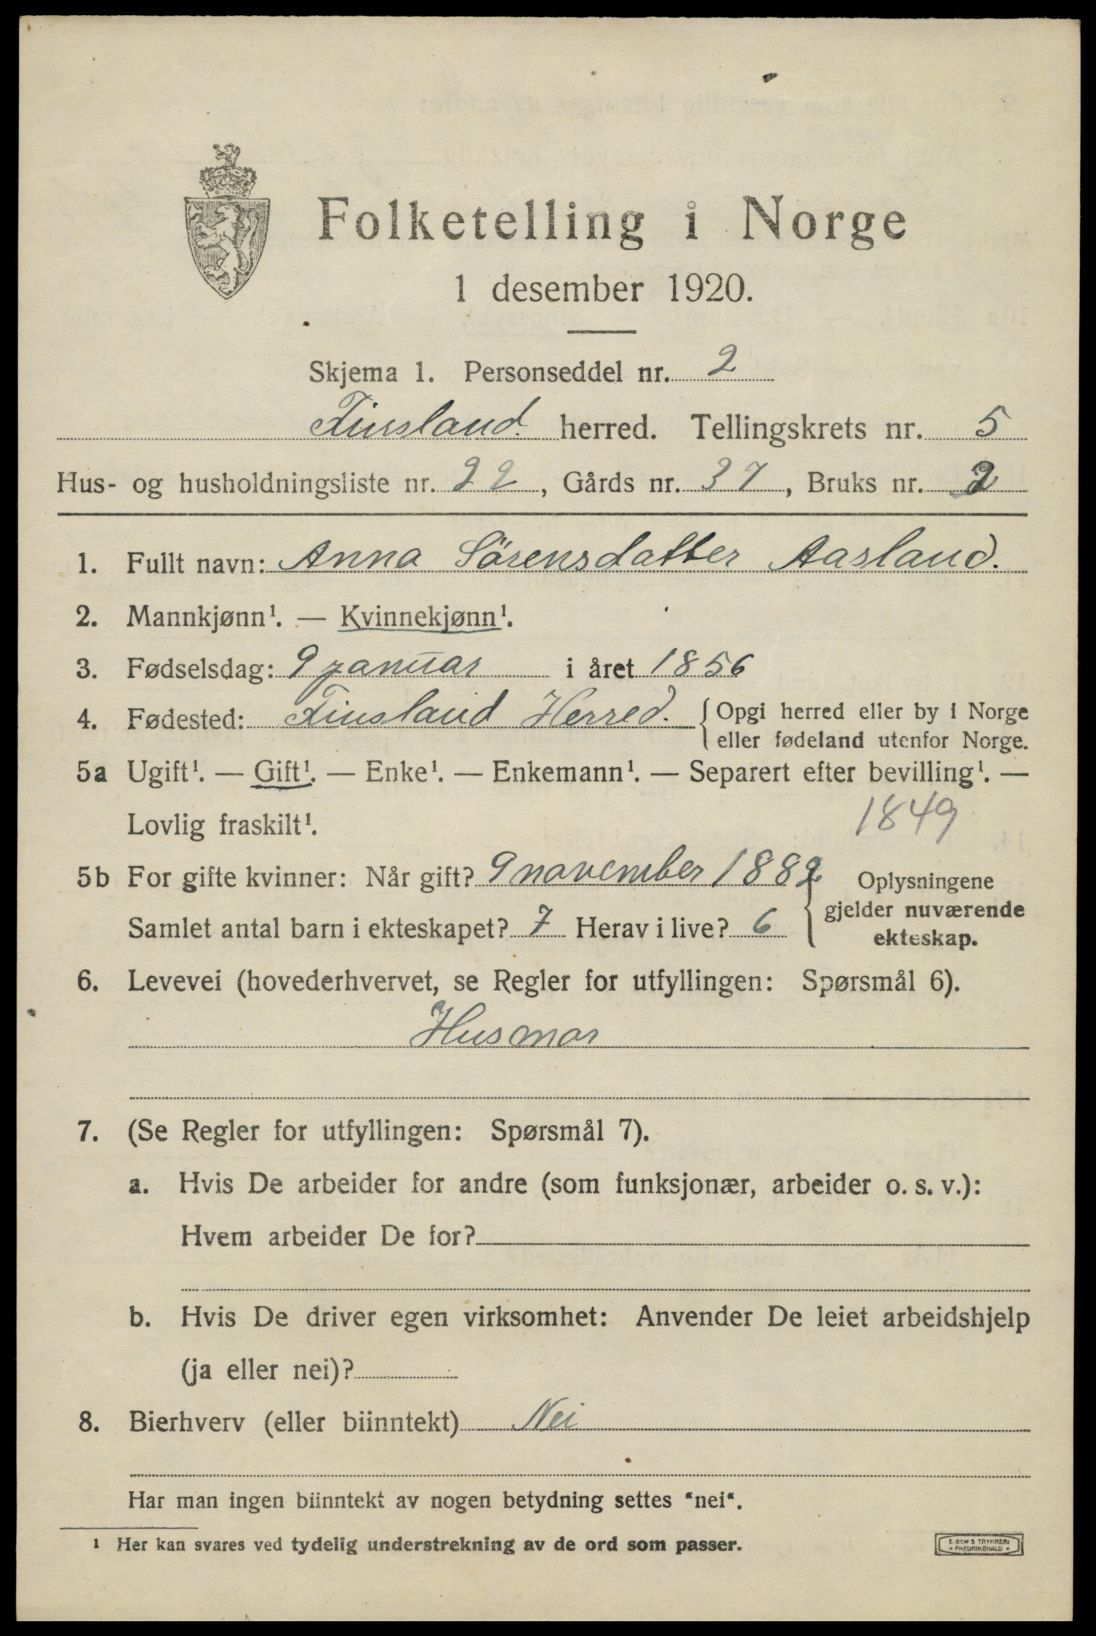 Folketelling i Norge
1 desember 1920.
Skjema 1. Personseddel nr. 2
Finsland. herred. Tellingskrets nr. 5
Hus- og husholdningsliste nr. 22, Gårds nr. 37, Bruks nr. 2
1. Fullt navn: Anna Sörensdatter Aasland.
2. Mannkjønn¹. — Kvinnekjønn¹.
3. Fødselsdag: 9 januar i året 1856
4. Fødested: Finsland Herred. {Opgi herred eller by i Norge
eller fødeland utenfor Norge.
5a Ugift¹. — Gift¹. — Enke¹. — Enkemann¹. — Separert efter bevilling¹. —
Lovlig fraskilt¹. 1849
5b For gifte kvinner: Når gift? 9 november 1882 { Oplysningene
gjelder nuværende
Samlet antal barn i ekteskapet? 7 Herav i live? 6
ekteskap.
6. Levevei (hovederhvervet, se Regler for utfyllingen: Spørsmål 6).
Husmor
7. (Se Regler for utfyllingen: Spørsmål 7).
a. Hvis De arbeider for andre (som funksjonær, arbeider o. s. v.):
Hvem arbeider De for?
b. Hvis De driver egen virksomhet: Anvender De leiet arbeidshjelp
(ja eller nei)?
8. Bierhverv (eller biinntekt) Nei
Har man ingen biinntekt av nogen betydning settes "nei".
¹ Her kan svares ved tydelig understrekning av de ord som passer.